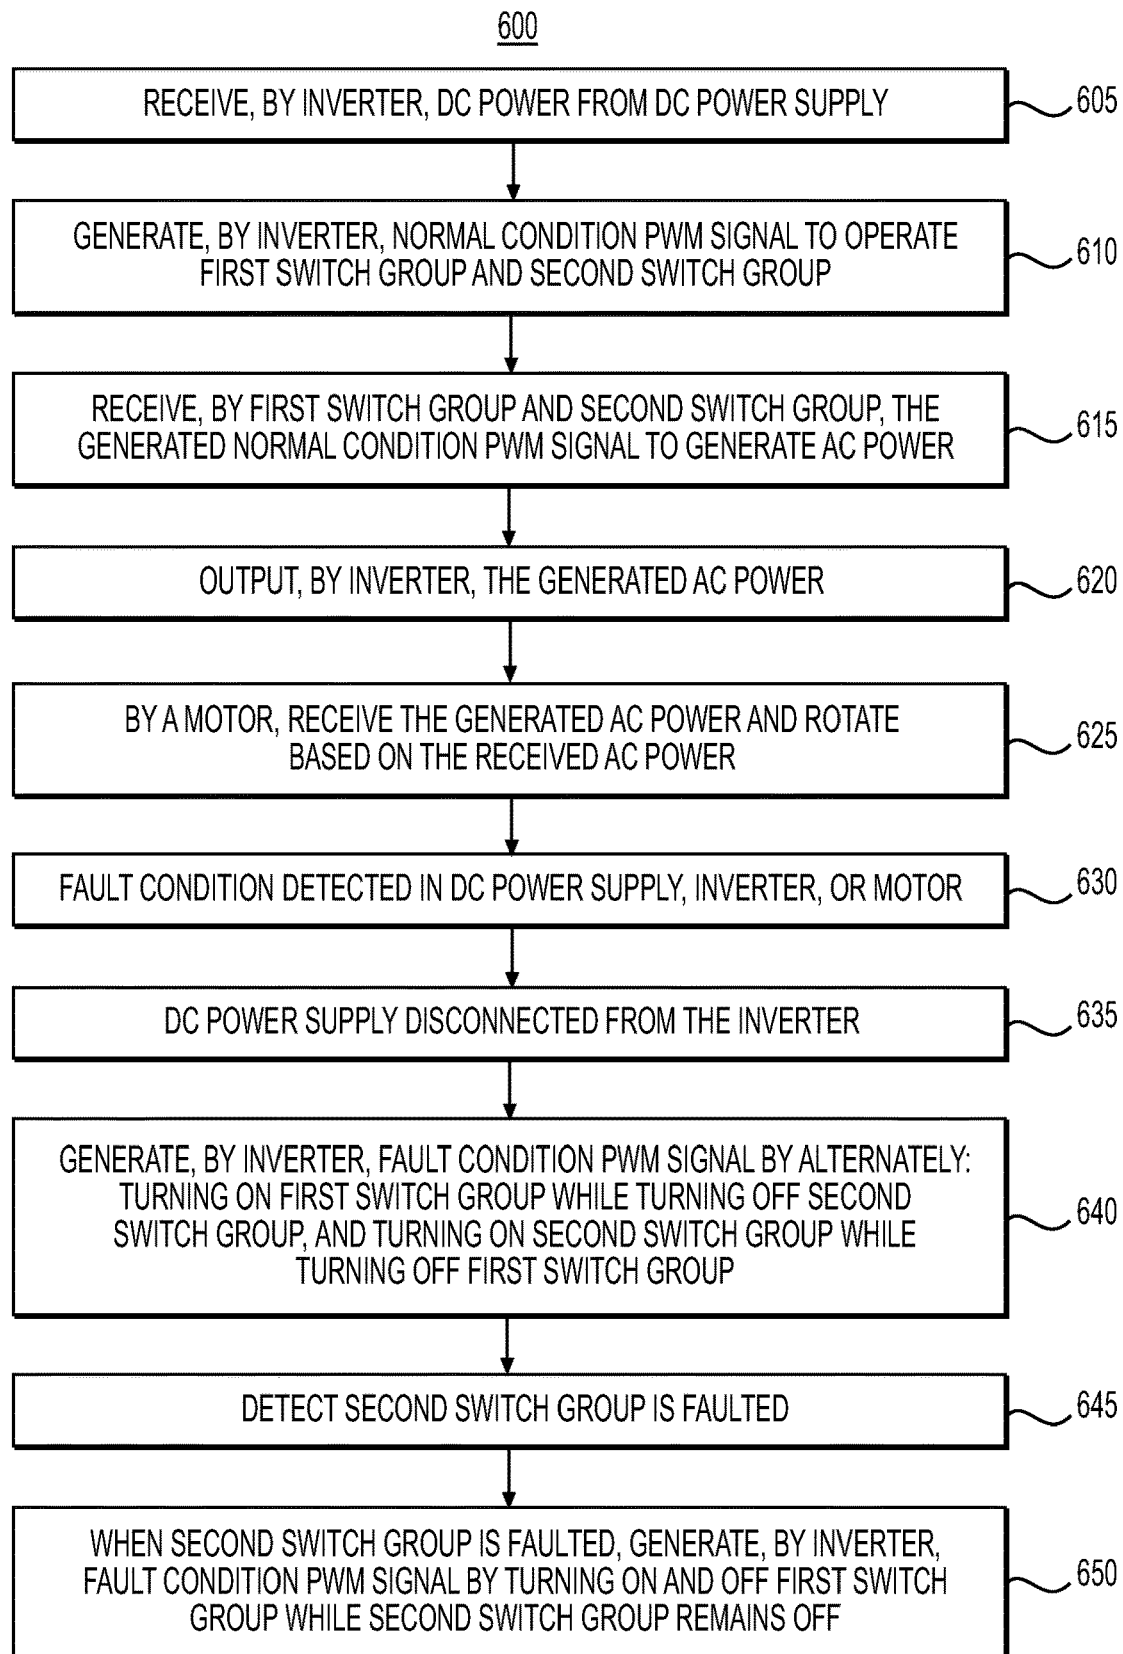 600
RECEIVE, BY INVERTER, DC POWER FROM DC POWER SUPPLY
605
GENERATE, BY INVERTER, NORMAL CONDITION PWM SIGNAL TO OPERATE
FIRST SWITCH GROUP AND SECOND SWITCH GROUP
610
RECEIVE, BY FIRST SWITCH GROUP AND SECOND SWITCH GROUP, THE
GENERATED NORMAL CONDITION PWM SIGNAL TO GENERATE AC POWER
615
OUTPUT, BY INVERTER, THE GENERATED AC POWER
620
BY A MOTOR, RECEIVE THE GENERATED AC POWER AND ROTATE
BASED ON THE RECEIVED AC POWER
625
FAULT CONDITION DETECTED IN DC POWER SUPPLY, INVERTER, OR MOTOR
630
DC POWER SUPPLY DISCONNECTED FROM THE INVERTER
635
GENERATE, BY INVERTER, FAULT CONDITION PWM SIGNAL BY ALTERNATELY:
TURNING ON FIRST SWITCH GROUP WHILE TURNING OFF SECOND
SWITCH GROUP, AND TURNING ON SECOND SWITCH GROUP WHILE
TURNING OFF FIRST SWITCH GROUP
640
DETECT SECOND SWITCH GROUP IS FAULTED
645
WHEN SECOND SWITCH GROUP IS FAULTED, GENERATE, BY INVERTER,
FAULT CONDITION PWM SIGNAL BY TURNING ON AND OFF FIRST SWITCH
GROUP WHILE SECOND SWITCH GROUP REMAINS OFF
650